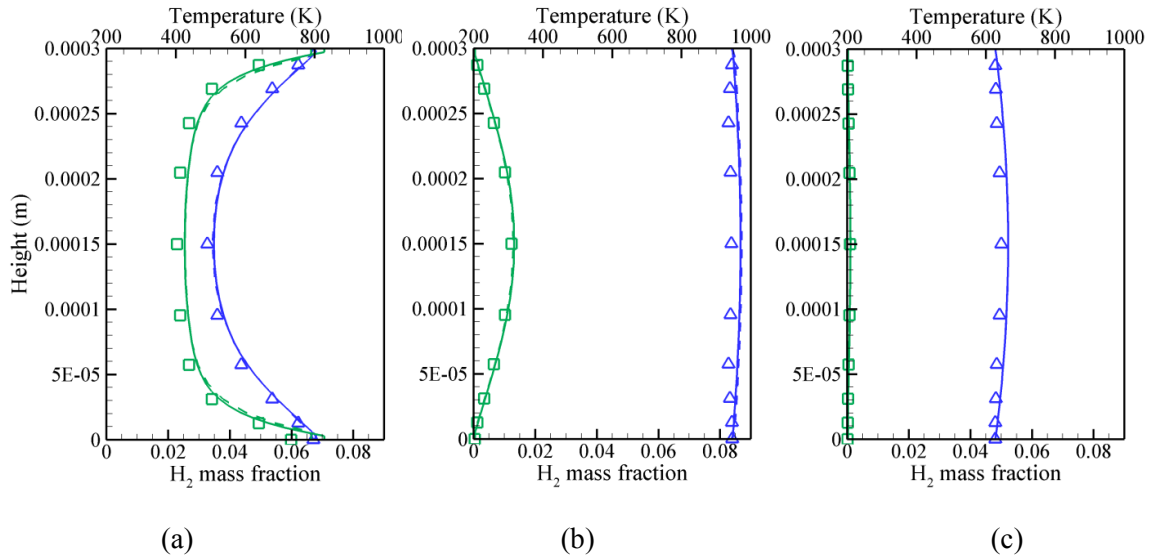 Temperature (K)
200 400 600 800 1000
0.0003
0.00025
0.0002
0.00015
0.0001
5E-05
0
Height (m)
0 0.02 0.04 0.06 0.08
H2 mass fraction
(a)
Temperature (K)
200 400 600 800 1000
0.0003
0.00025
0.0002
0.00015
0.0001
5E-05
0
0 0.02 0.04 0.06 0.08
H2 mass fraction
(b)
Temperature (K)
200 400 600 800 1000
0.0003
0.00025
0.0002
0.00015
0.0001
5E-05
0
0 0.02 0.04 0.06 0.08
H2 mass fraction
(c)